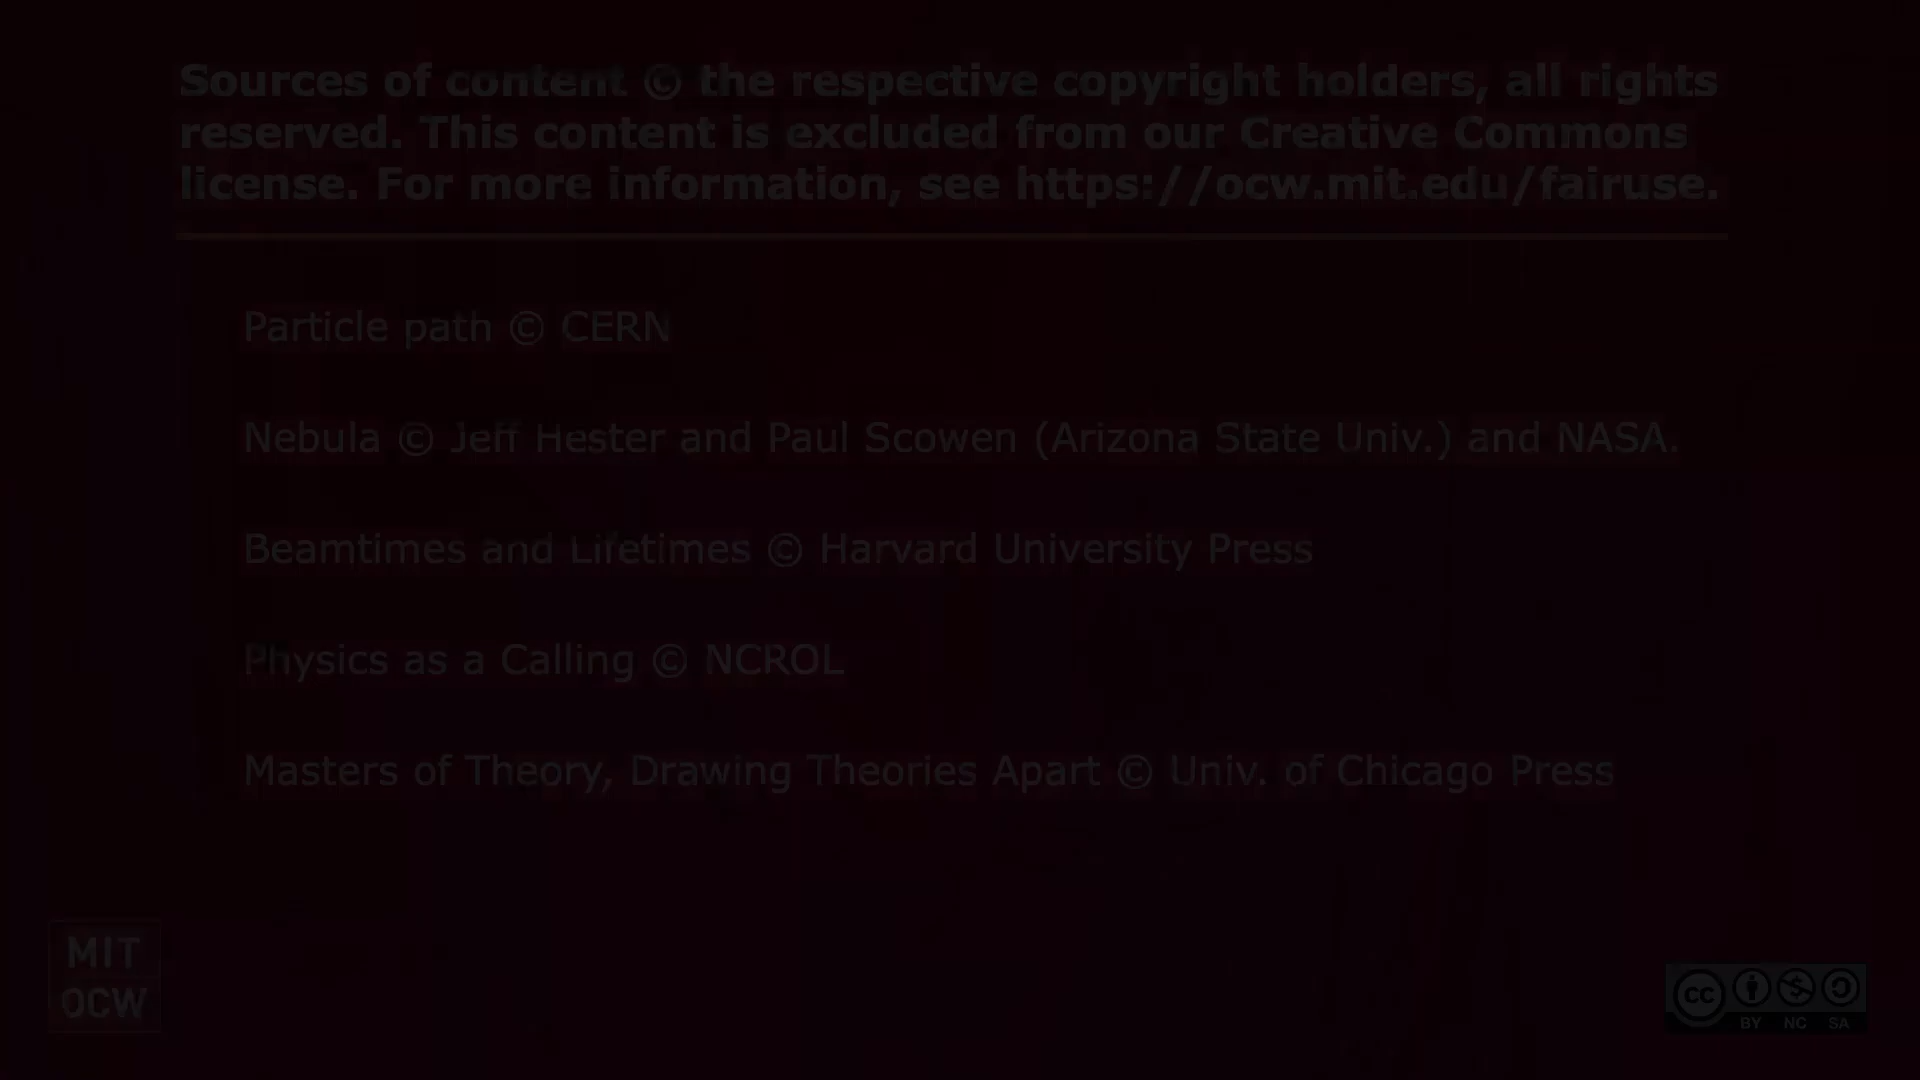 Sources of content © the respective copyright holders, all rights
reserved. This content is excluded from our Creative Commons
license. For more information, see https://ocw.mit.edu/fairuse.
Particle path © CERN
Nebula © Jeff Hester and Paul Scowen (Arizona State Univ.) and NASA.
Beamtimes and Lifetimes © Harvard University Press
Physics as a Calling © NCROL
Masters of Theory, Drawing Theories Apart © Univ. of Chicago Press
MIT
OCW
cc
BY NC SA